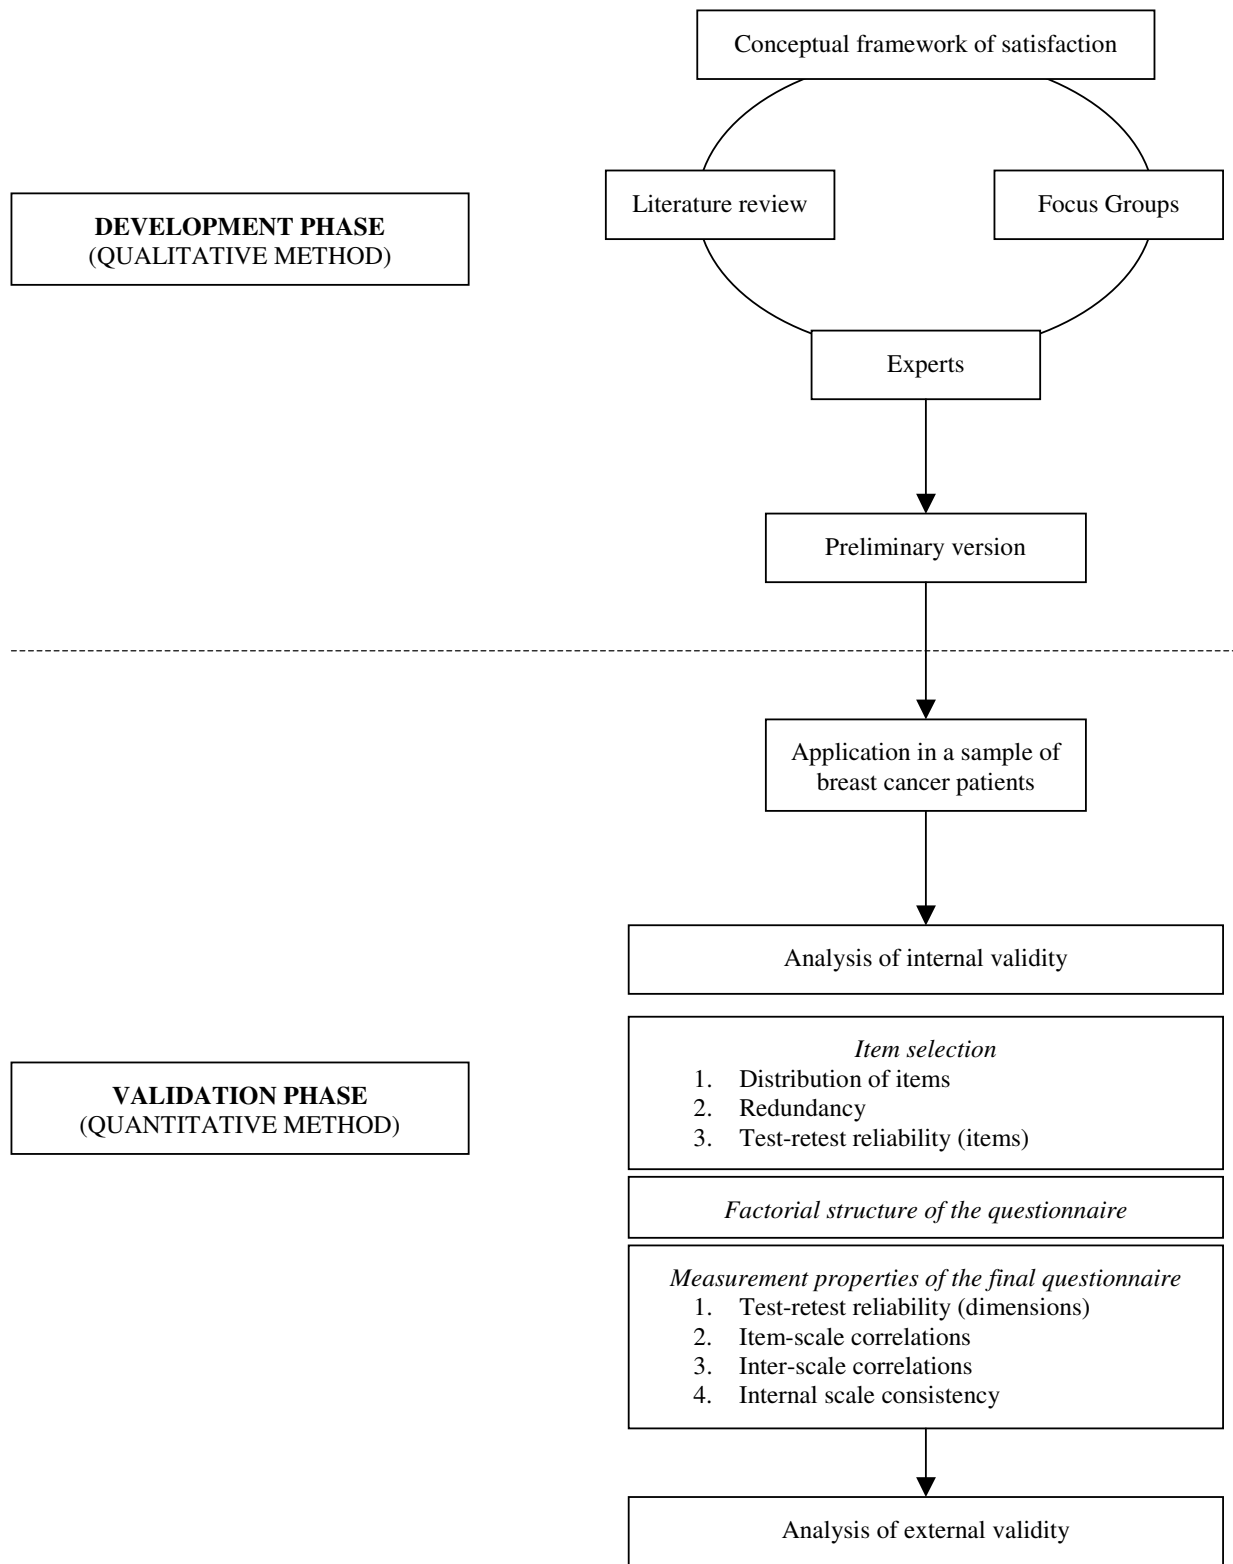 Conceptual framework of satisfaction
Literature review
Focus Groups
DEVELOPMENT PHASE
(QUALITATIVE METHOD)
Experts
Preliminary version
Application in a sample of
breast cancer patients
Analysis of internal validity
Item selection
1. Distribution of items
2. Redundancy
3. Test-retest reliability (items)
VALIDATION PHASE
(QUANTITATIVE METHOD)
Factorial structure of the questionnaire
Measurement properties of the final questionnaire
1. Test-retest reliability (dimensions)
2. Item-scale correlations
3. Inter-scale correlations
4. Internal scale consistency
Analysis of external validity